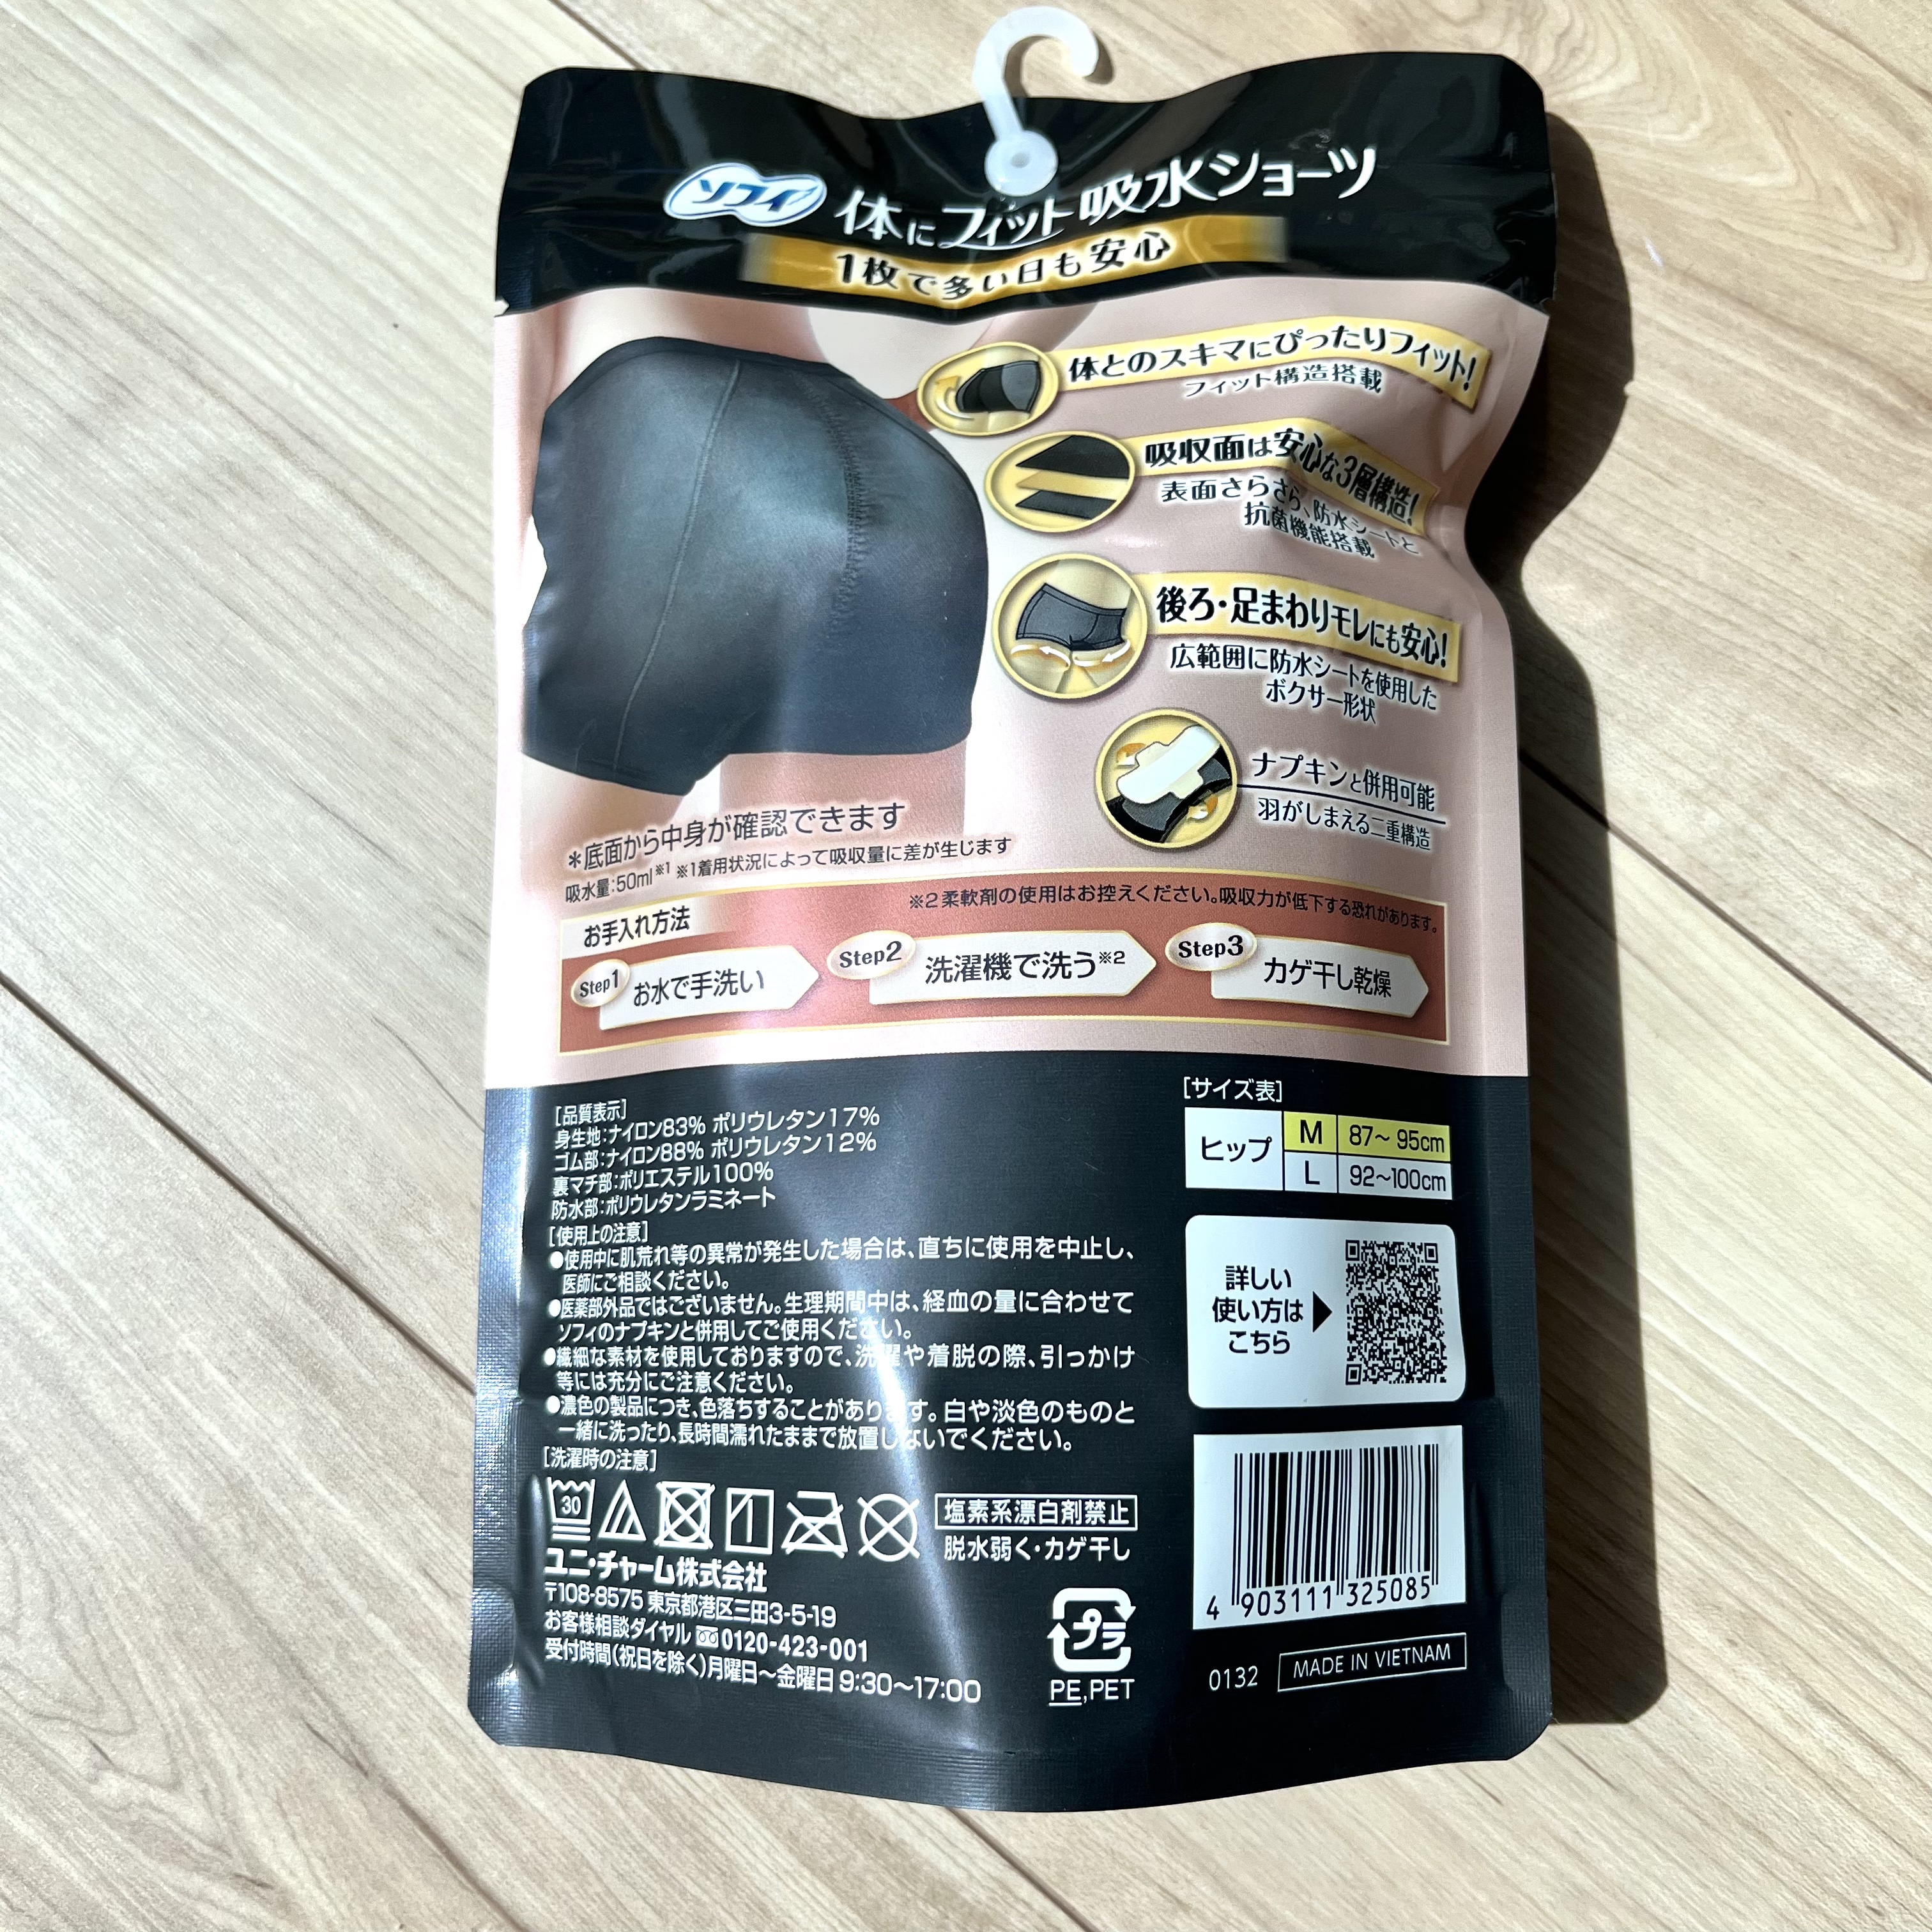 ソフィ 体にフィット吸水ショーツ
1枚で多い日も安心
体とのスキマにぴったりフィット!
フィット構造搭載
吸収面は安心な3層構造!
表面さらさら、防水シートと
抗菌機能搭載
後ろ・足まわりモレにも安心!
広範囲に防水シートを使用した
ボクサー形状
ナプキンと併用可能
羽がしまえる二重構造
*底面から中身が確認できます
吸水量:50ml※1 ※1着用状況によって吸収量に差が生じます
お手入れ方法
※2柔軟剤の使用はお控えください。吸収力が低下する恐れがあります。
Step1 お水で手洗い
Step2 洗濯機で洗う※2
Step3 カゲ干し乾燥
[品質表示]
身生地:ナイロン83% ポリウレタン17%
ゴム部:ナイロン88% ポリウレタン12%
裏マチ部:ポリエステル100%
防水部:ポリウレタンラミネート
[使用上の注意]
●使用中に肌荒れ等の異常が発生した場合は、直ちに使用を中止し、
医師にご相談ください。
●医薬部外品ではございません。生理期間中は、経血の量に合わせて
ソフィのナプキンと併用してご使用ください。
●繊細な素材を使用しておりますので、洗濯や着脱の際、引っかけ
等には充分にご注意ください。
●濃色の製品につき、色落ちすることがあります。白や淡色のものと
一緒に洗ったり、長時間濡れたままで放置しないでください。
[洗濯時の注意]
30
塩素系漂白剤禁止
脱水弱く・カゲ干し
ユニ・チャーム株式会社
〒108-8575 東京都港区三田3-5-19
お客様相談ダイヤル 0120-423-001
受付時間(祝日を除く)月曜日〜金曜日 9:30〜17:00
プラ
PE,PET
[サイズ表]
ヒップ
M 87〜95cm
L 92〜100cm
詳しい
使い方は
こちら
4 903111 325085
0132 MADE IN VIETNAM